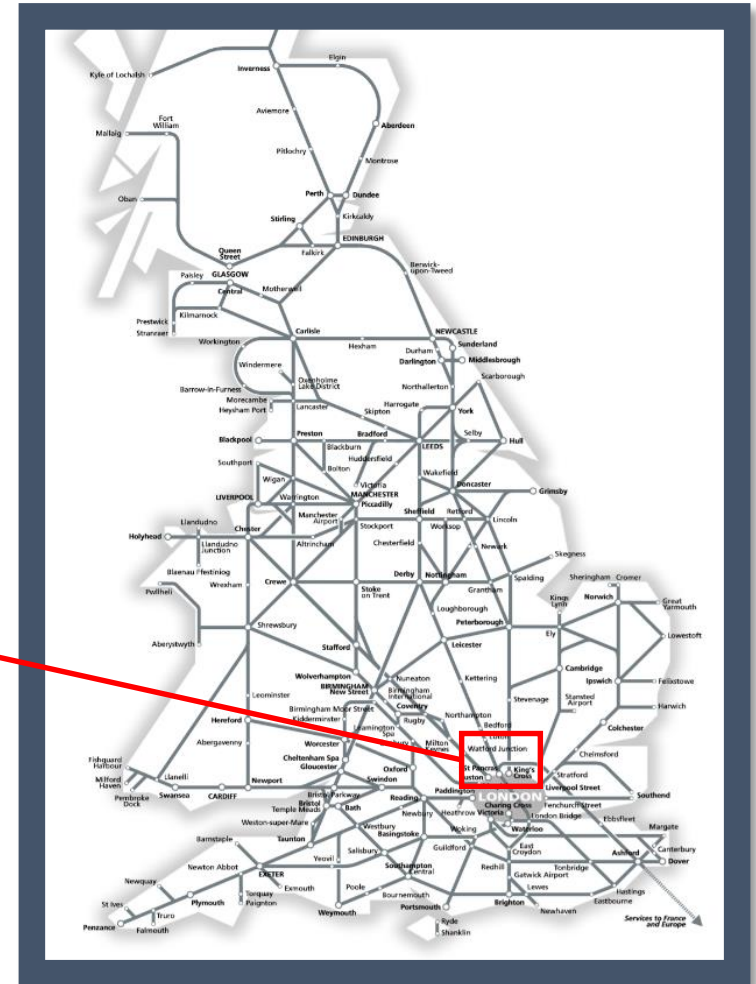 Elgin
Inverness
Kyle of Lochalsh
Aviemore
Fort
William
Aberdeen
Mallaig
Pitlochry
Montrose
Perth
Dundee
Oban
Kirkcaldy
Stirling
EDINBURGH
Queen
Street
Falkirk
Berwick-
upon-Tweed
Paisley
GLASGOW
Central
Motherwell
Kilmarnock
Prestwick
Stranraer
Carlisle
NEWCASTLE
Workington
Hexham
Sunderland
Durham
Darlington
Middlesbrough
Windermere
Scarborough
Oxenholme
Lake District
Northallerton
Barrow-in-Furness
Morecambe
Heysham Port
Lancaster
Harrogate
York
Skipton
Blackpool
Preston
Bradford
Selby
Hull
Blackburn
LEEDS
Southport
Huddersfield
Bolton
Wakefield
Wigan
Victoria
Doncaster
Grimsby
LIVERPOOL
Warrington
MANCHESTER
Piccadilly
Manchester
Airport
Sheffield
Retford
Lincoln
Llandudno
Stockport
Worksop
Holyhead
Chester
Llandudno
Junction
Altrincham
Chesterfield
Newark
Skegness
Blaenau Ffestiniog
Wrexham
Crewe
Derby
Nottingham
Spalding
Sheringham
Cromer
Pwllheli
Stoke
on Trent
Grantham
Kings
Lynn
Norwich
Great
Yarmouth
Loughborough
Shrewsbury
Peterborough
Ely
Lowestoft
Aberystwyth
Stafford
Leicester
Wolverhampton
Nuneaton
Kettering
Cambridge
BIRMINGHAM
New Street
Birmingham
International
Ipswich
Felixstowe
Leominster
Stevenage
Stansted
Airport
Birmingham Moor Street
Coventry
Harwich
Hereford
Kidderminster
Rugby
Northampton
Leamington
Spa
Bedford
Colchester
Abergavenny
Worcester
Milton
Keynes
Luton
Watford Junction
Chelmsford
Fishguard
Harbour
Cheltenham Spa
Gloucester
Oxford
St Pancras
Euston
King's
Cross
Stratford
Milford
Haven
Llanelli
Newport
Swindon
Liverpool Street
Pembroke
Dock
Swansea
CARDIFF
Bristol Parkway
Reading
Paddington
LONDON
Southend
Bristol
Temple Meads
Bath
Charing Cross
Fenchurch Street
Newbury
Heathrow
Victoria
London Bridge
Weston-super-Mare
Westbury
Ebbsfleet
Waterloo
Margate
Barnstaple
Taunton
Basingstoke
Woking
Salisbury
Guildford
East
Croydon
Canterbury
Newton Abbot
Yeovil
Southampton
Central
Redhill
Tonbridge
Ashford
Dover
EXETER
Gatwick Airport
Newquay
Exmouth
Poole
Lewes
Hastings
St Ives
Plymouth
Torquay
Paignton
Bournemouth
Brighton
Eastbourne
Truro
Weymouth
Portsmouth
Newhaven
Penzance
Falmouth
Ryde
Shanklin
Services to France
and Europe